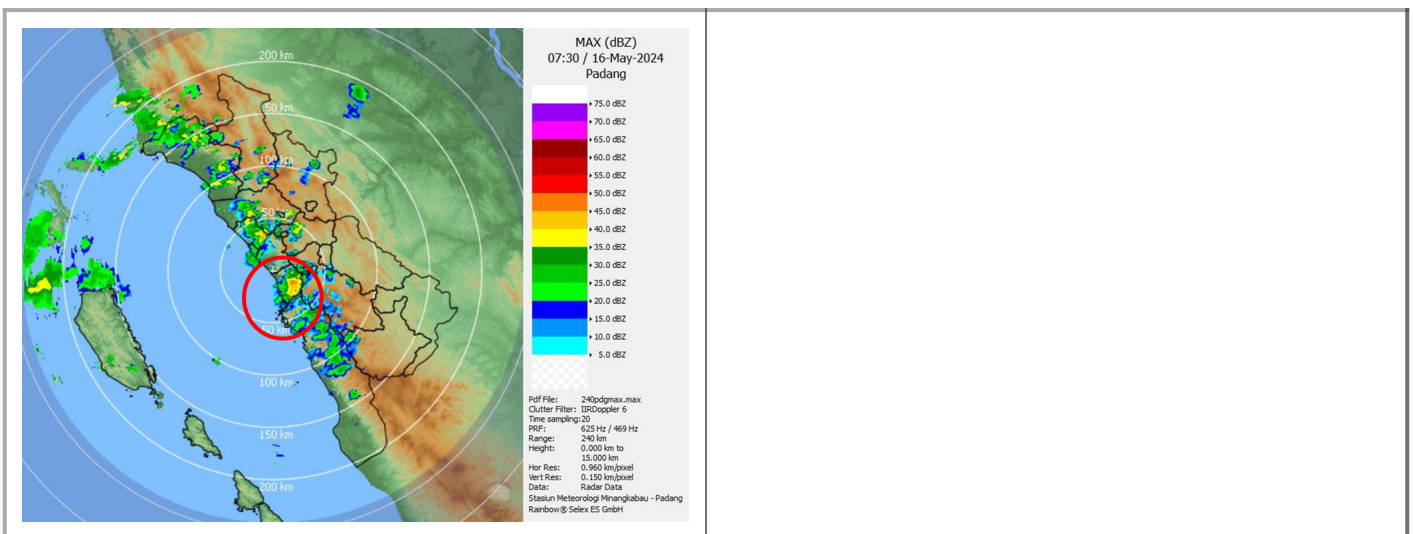 MAX (dBZ)
07:30 / 16-May-2024
Padang
75.0 dBZ
70.0 dBZ
65.0 dBZ
60.0 dBZ
55.0 dBZ
50.0 dBZ
45.0 dBZ
40.0 dBZ
35.0 dBZ
30.0 dBZ
25.0 dBZ
20.0 dBZ
15.0 dBZ
10.0 dBZ
5.0 dBZ
Pdf File: 240pdgmax.max
Clutter Filter: IIRDoppler 6
Time sampling:20
PRF: 625 Hz / 469 Hz
Range: 240 km
Height: 0.000 km to
15.000 km
Hor Res: 0.960 km/pixel
Vert Res: 0.150 km/pixel
Data: Radar Data
Stasiun Meteorologi Minangkabau - Padang
Rainbow® Selex ES GmbH
200 km
50 km
100 km
50 km
50 km
100 km
150 km
200 km